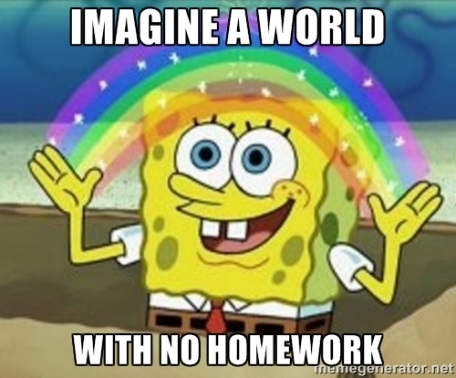 IMAGINE A WORLD
WITH NO HOMEWORK
memegenerator.net